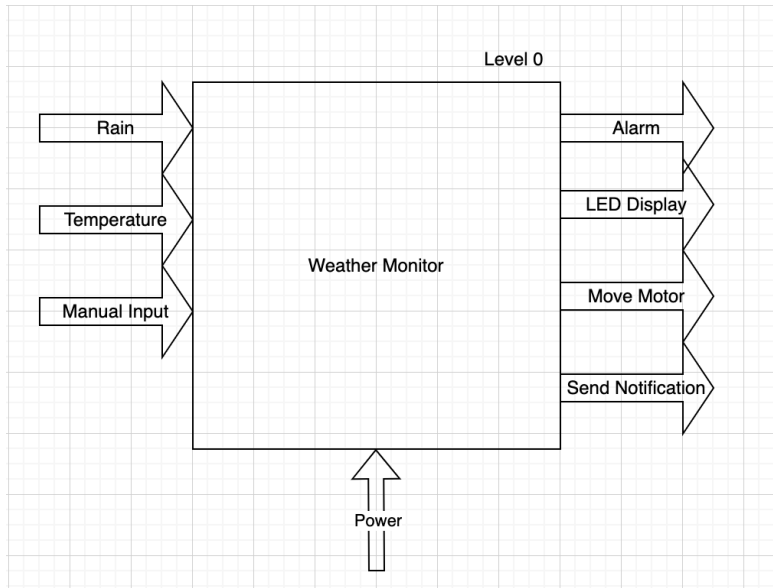 Level 0
Rain
Alarm
Temperature
LED Display
Weather Monitor
Manual Input
Move Motor
Send Notification
Power